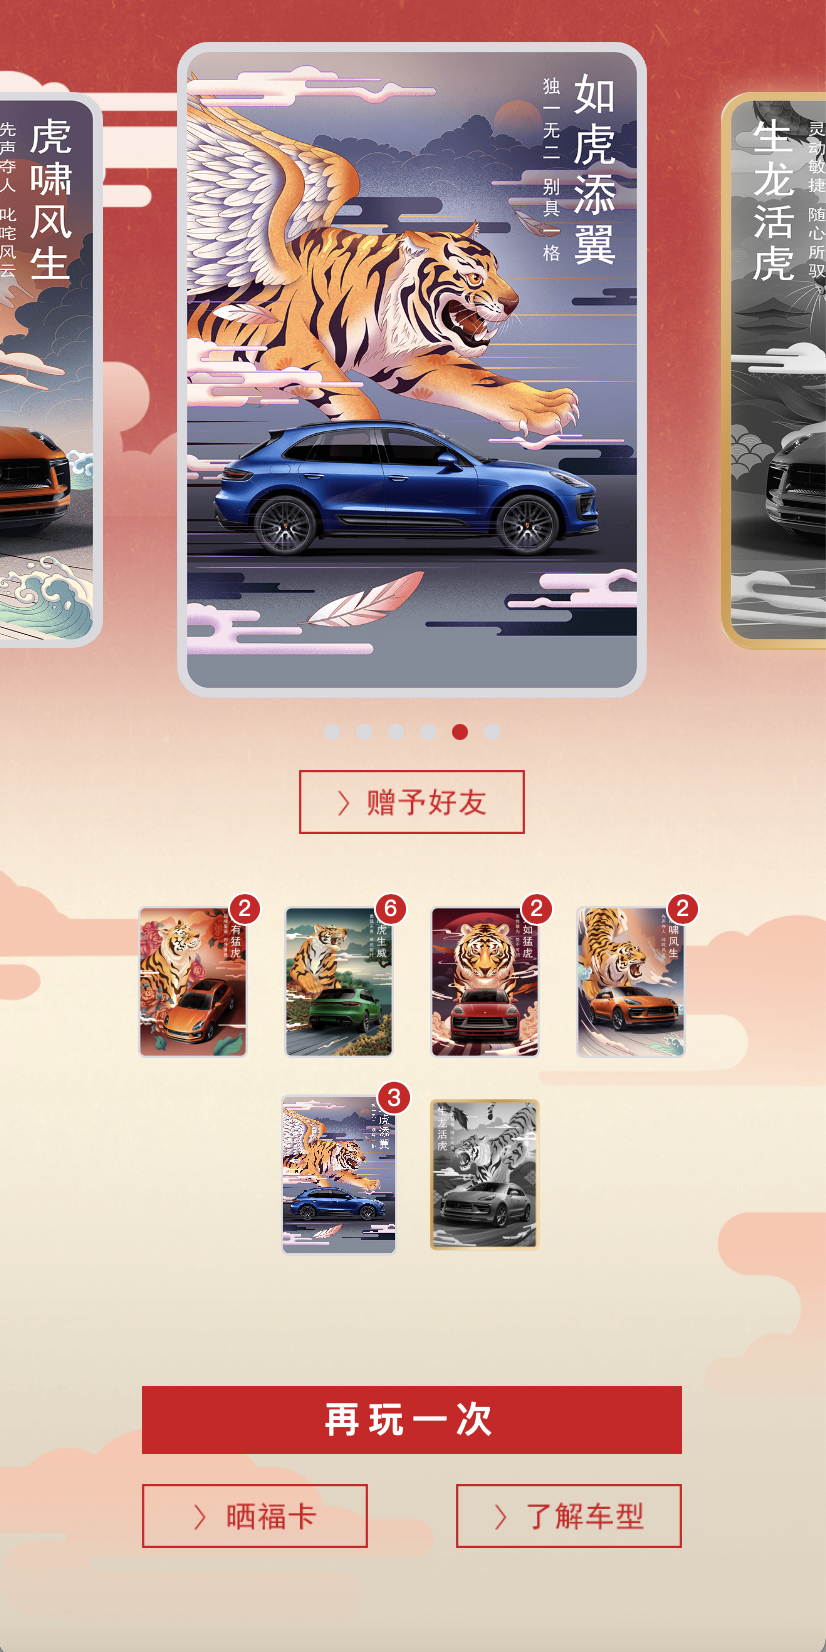 虎啸风生
先声夺人 叱咤风云
如虎添翼
独一无二 别具一格
生龙活虎
灵动敏捷 随心所驭
赠予好友
2
有猛虎
6
虎生威
2
如猛虎
2
啸风生
3
虎添翼
生龙活虎
再玩一次
晒福卡
了解车型